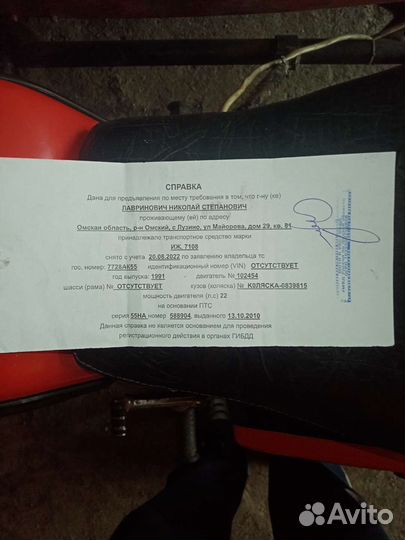 СПРАВКА
Дана для предъявления по месту требования в том, что г-ну (ке)
ЛАВРИНОВИЧ НИКОЛАЙ СТЕПАНОВИЧ
проживающему (ей) по адресу
Омская область, р-н Омский, с Лузино, ул Майорова, дом 29, кв. 81
принадлежало транспортное средство марки
ИЖ, 7108
снято с учета 20.08.2022 по заявлению владельца тс
гос. номер: 7728АК55 идентификационный номер (VIN) ОТСУТСТВУЕТ
год выпуска: 1991 двигатель № 102454
шасси (рама) № ОТСУТСТВУЕТ кузов (коляска) № КОЛЯСКА-0839815
мощность двигателя (л,с) 22
на основании ПТС
серия 55НА номер 588904, выданного 13.10.2010
Данная справка не является основанием для проведения
регистрационного действия в органах ГИБДД
Avito